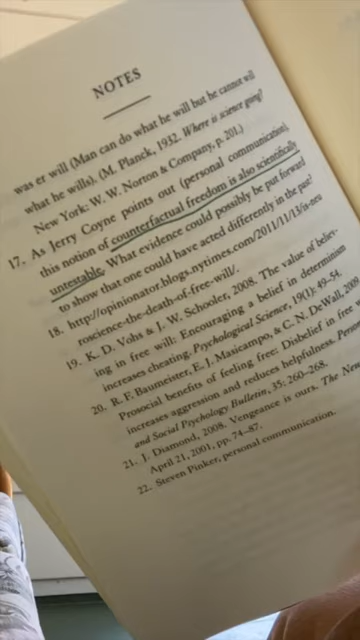 NOTES
was er will (Man can do what he will but he cannot will
what he wills). (M. Planck, 1932. Where is science going?
New York: W. W. Norton & Company, p. 201.)
17. As Jerry Coyne points out (personal communication),
this notion of counterfactual freedom is also scientifically
untestable. What evidence could possibly be put forward
to show that one could have acted differently in the past?
18. http://opinionator.blogs.nytimes.com/2011/11/13/is-neu
roscience-the-death-of-free-will/.
19. K. D. Vohs & J. W. Schooler, 2008. The value of believ-
ing in free will: Encouraging a belief in determinism
increases cheating. Psychological Science, 19(1): 49–54.
20. R. F. Baumeister, E. J. Masicampo, & C. N. DeWall, 2009.
Prosocial benefits of feeling free: Disbelief in free
increases aggression and reduces helpfulness. Person
and Social Psychology Bulletin, 35: 260–268.
21. J. Diamond, 2008. Vengeance is ours. The New
April 21, 2001, pp. 74–87.
22. Steven Pinker, personal communication.